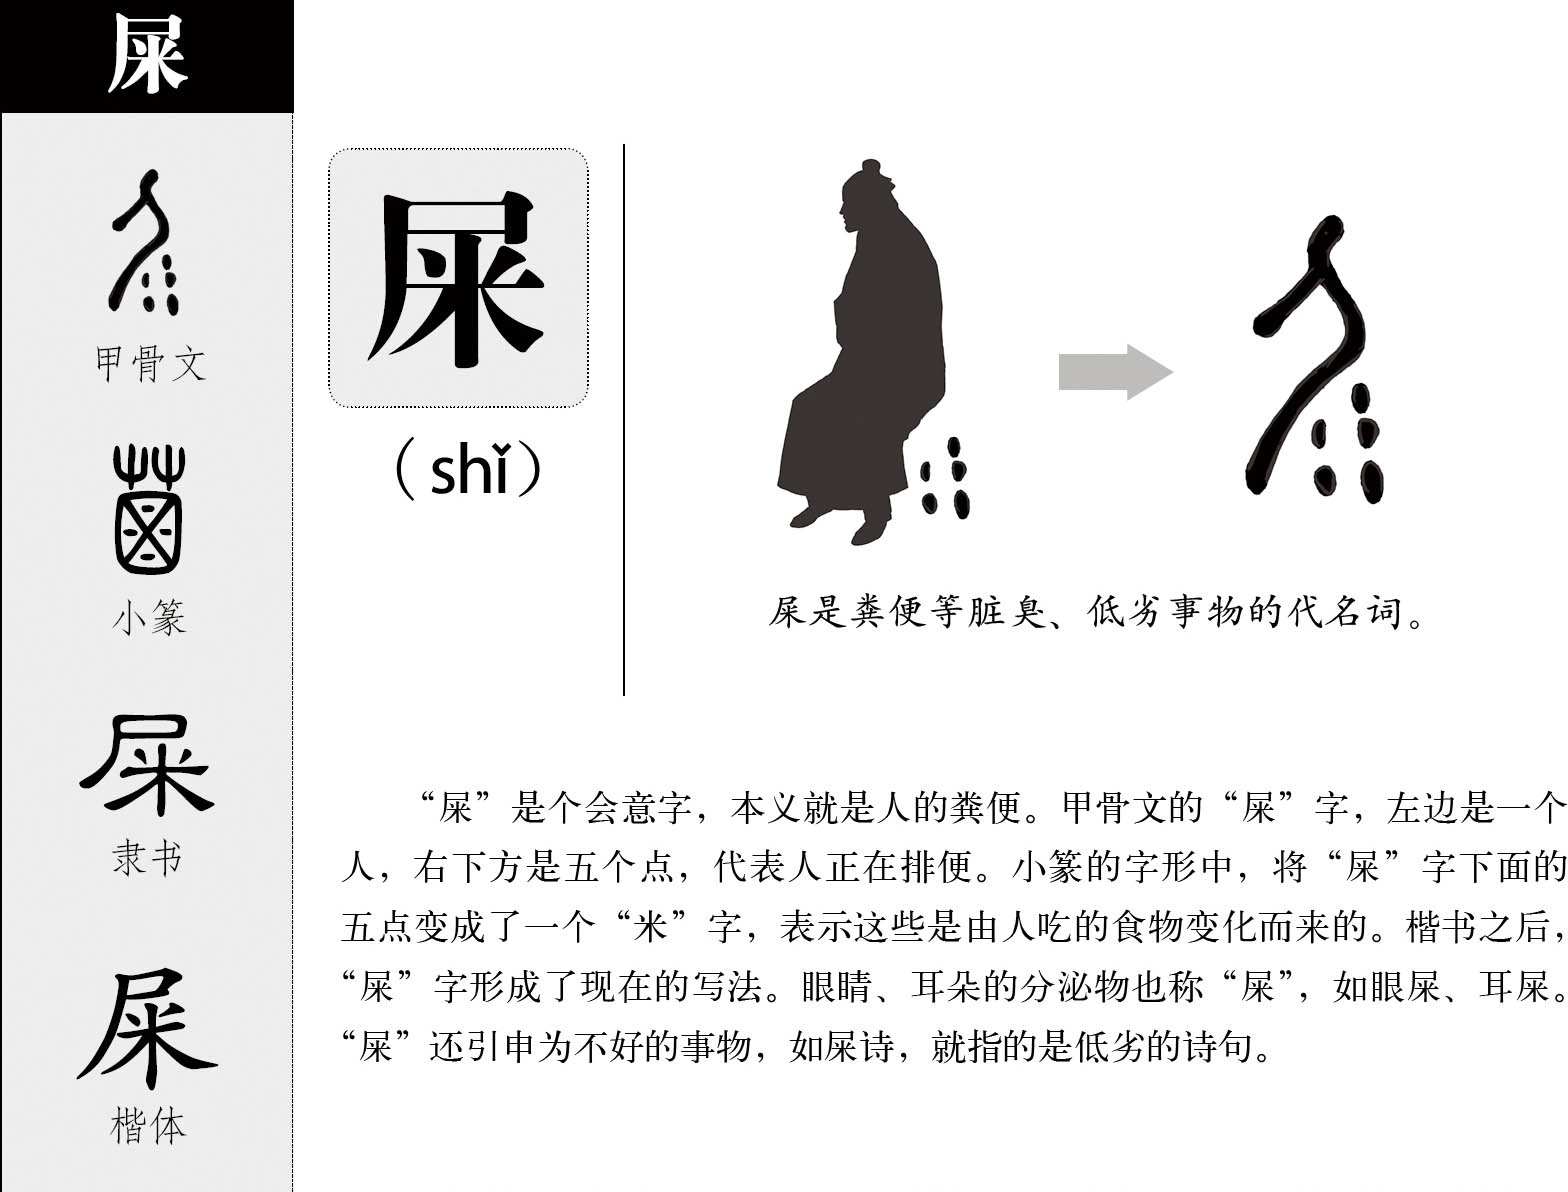 屎
甲骨文
小篆
隶书
楷体
屎
（shǐ）
屎是粪便等脏臭、低劣事物的代名词。
“屎”是个会意字，本义就是人的粪便。甲骨文的“屎”字，左边是一个
人，右下方是五个点，代表人正在排便。小篆的字形中，将“屎”字下面的
五点变成了一个“米”字，表示这些是由人吃的食物变化而来的。楷书之后，
“屎”字形成了现在的写法。眼睛、耳朵的分泌物也称“屎”，如眼屎、耳屎。
“屎”还引申为不好的事物，如屎诗，就指的是低劣的诗句。